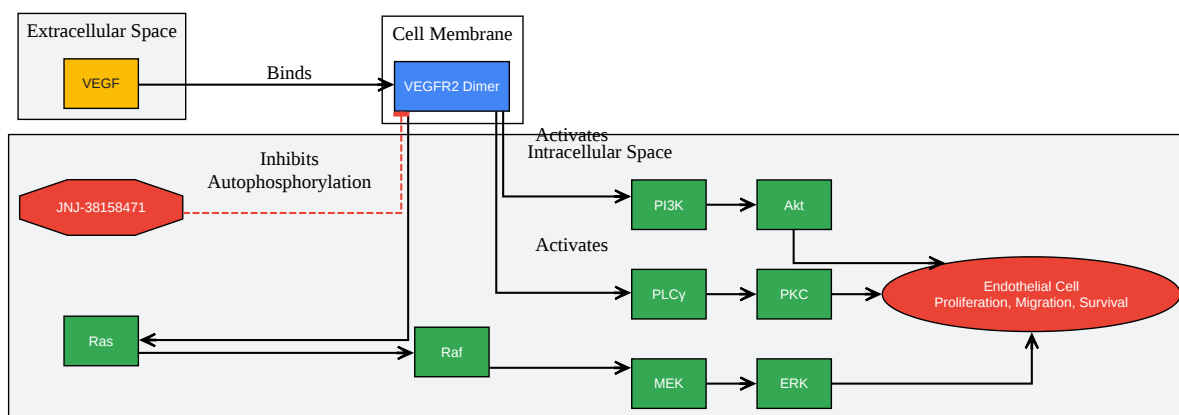 Extracellular Space
Cell Membrane
VEGF
Binds
VEGFR2 Dimer
Activates
Intracellular Space
Inhibits
Autophosphorylation
JNJ-38158471
PI3K
Akt
Activates
PLCγ
PKC
Endothelial Cell
Proliferation, Migration, Survival
Ras
Raf
MEK
ERK